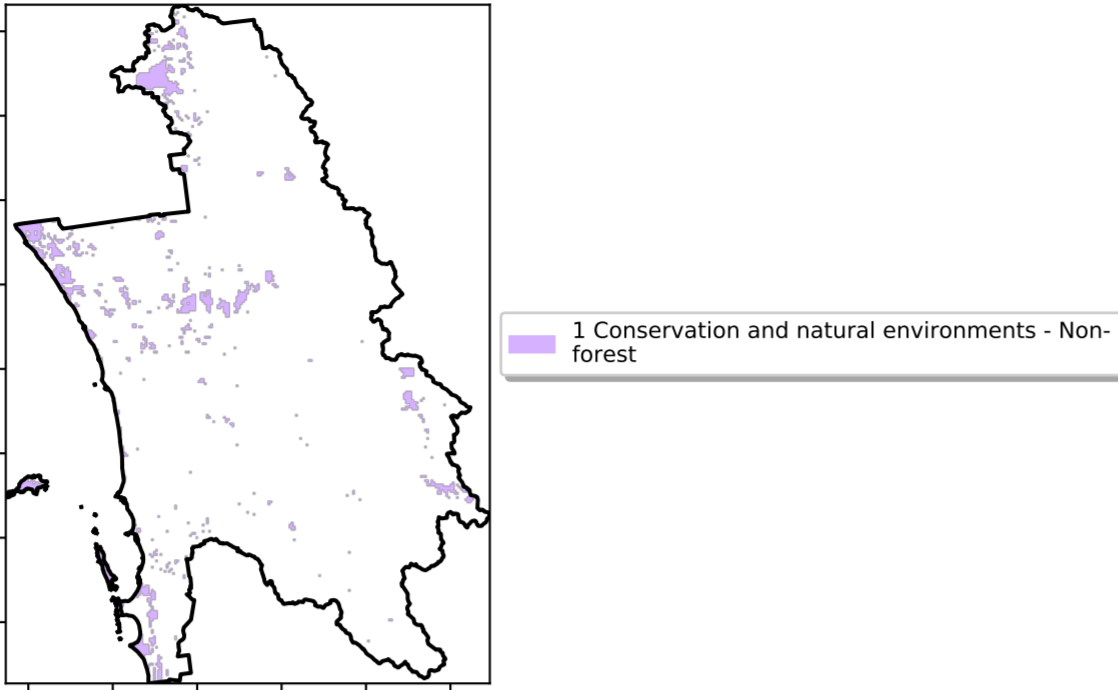 1 Conservation and natural environments - Non-
forest